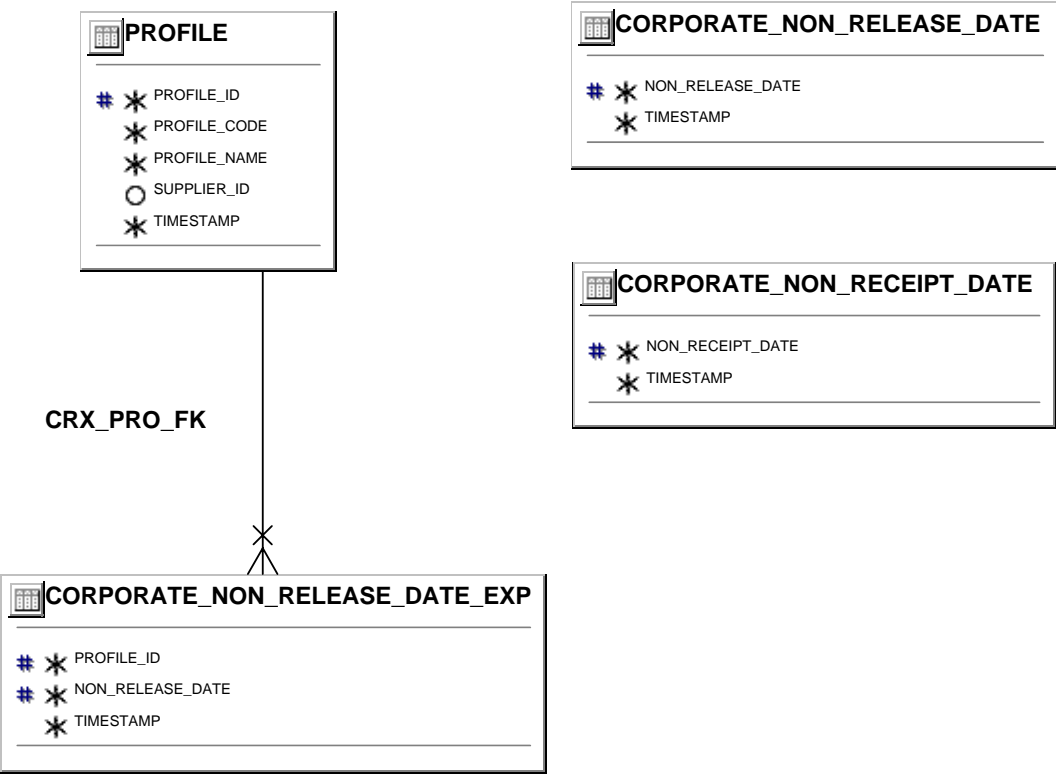 PROFILE
# * PROFILE_ID
* PROFILE_CODE
* PROFILE_NAME
O SUPPLIER_ID
* TIMESTAMP
CORPORATE_NON_RELEASE_DATE
# * NON_RELEASE_DATE
* TIMESTAMP
CORPORATE_NON_RECEIPT_DATE
# * NON_RECEIPT_DATE
* TIMESTAMP
CRX_PRO_FK
CORPORATE_NON_RELEASE_DATE_EXP
# * PROFILE_ID
# * NON_RELEASE_DATE
* TIMESTAMP